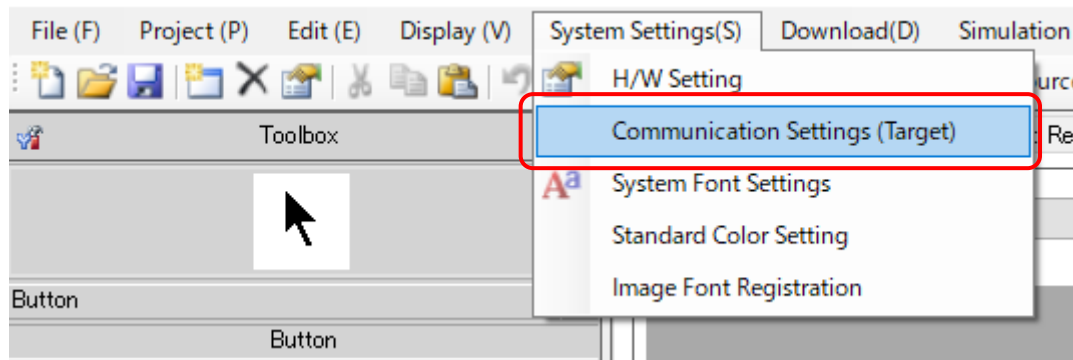 File (F) Project (P) Edit (E) Display (V) System Settings(S) Download(D) Simulation
H/W Setting
Toolbox
Communication Settings (Target)
System Font Settings
Standard Color Setting
Button
Image Font Registration
Button